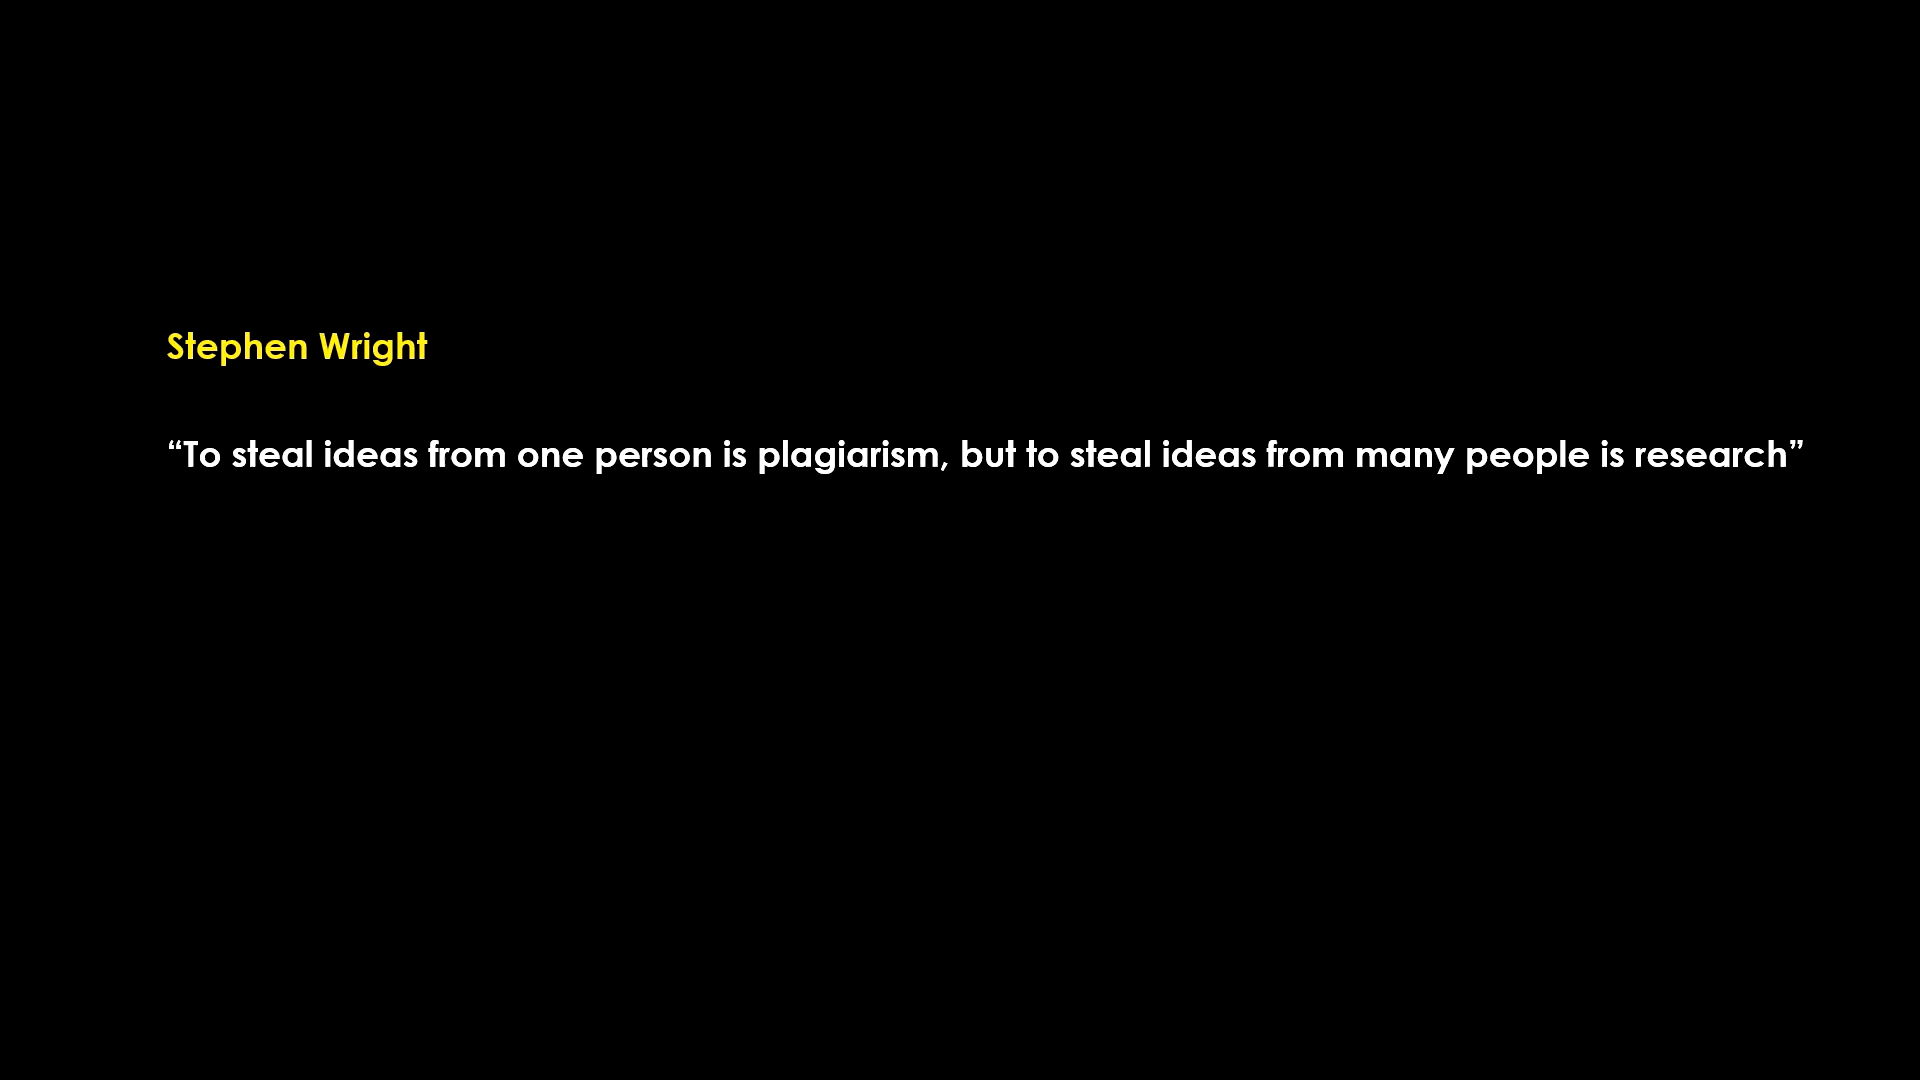 Stephen Wright
“To steal ideas from one person is plagiarism, but to steal ideas from many people is research”